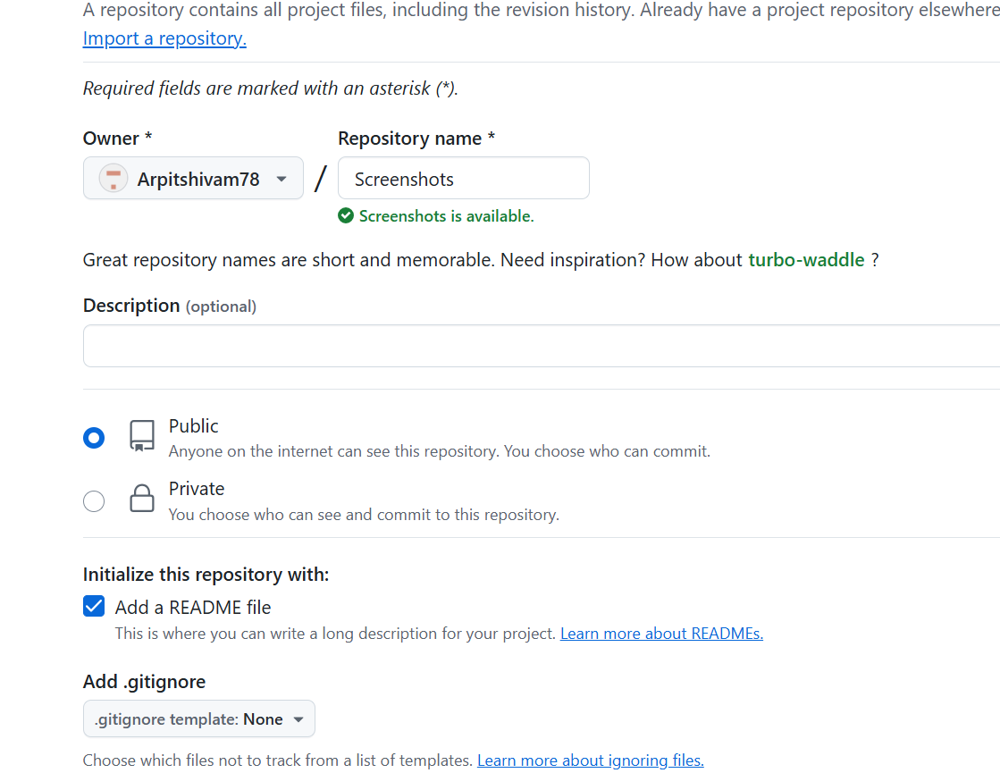 A repository contains all project files, including the revision history. Already have a project repository elsewhere
Import a repository.
Required fields are marked with an asterisk (*).
Owner * Repository name *
Arpitshivam78 / Screenshots
Screenshots is available.
Great repository names are short and memorable. Need inspiration? How about turbo-waddle ?
Description (optional)
Public
Anyone on the internet can see this repository. You choose who can commit.
Private
You choose who can see and commit to this repository.
Initialize this repository with:
Add a README file
This is where you can write a long description for your project. Learn more about READMEs.
Add .gitignore
.gitignore template: None
Choose which files not to track from a list of templates. Learn more about ignoring files.